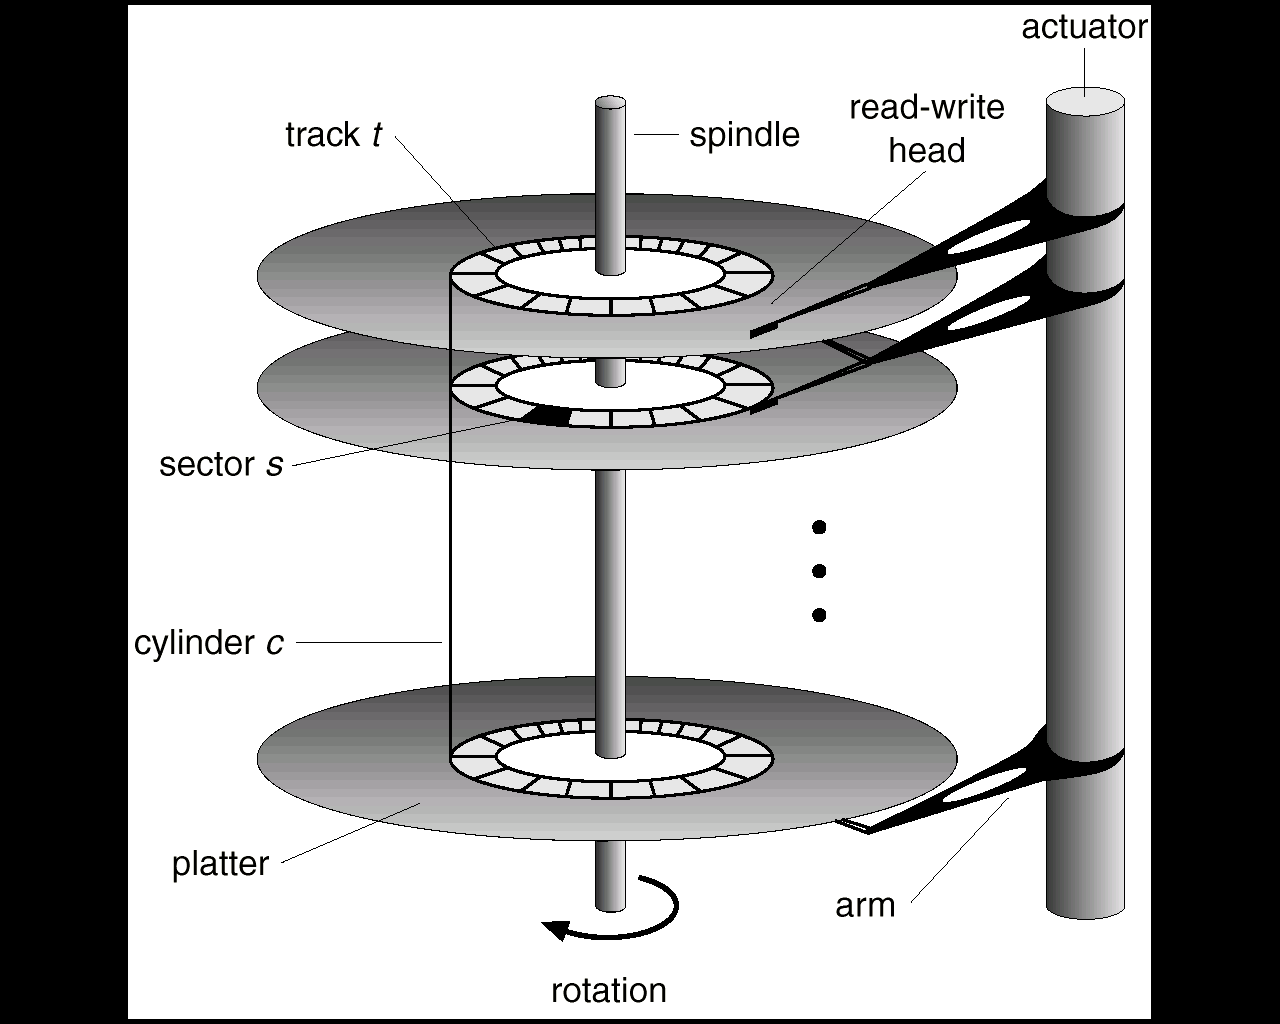 actuator
read-write
head
track t
spindle
sector s
cylinder c
platter
arm
rotation